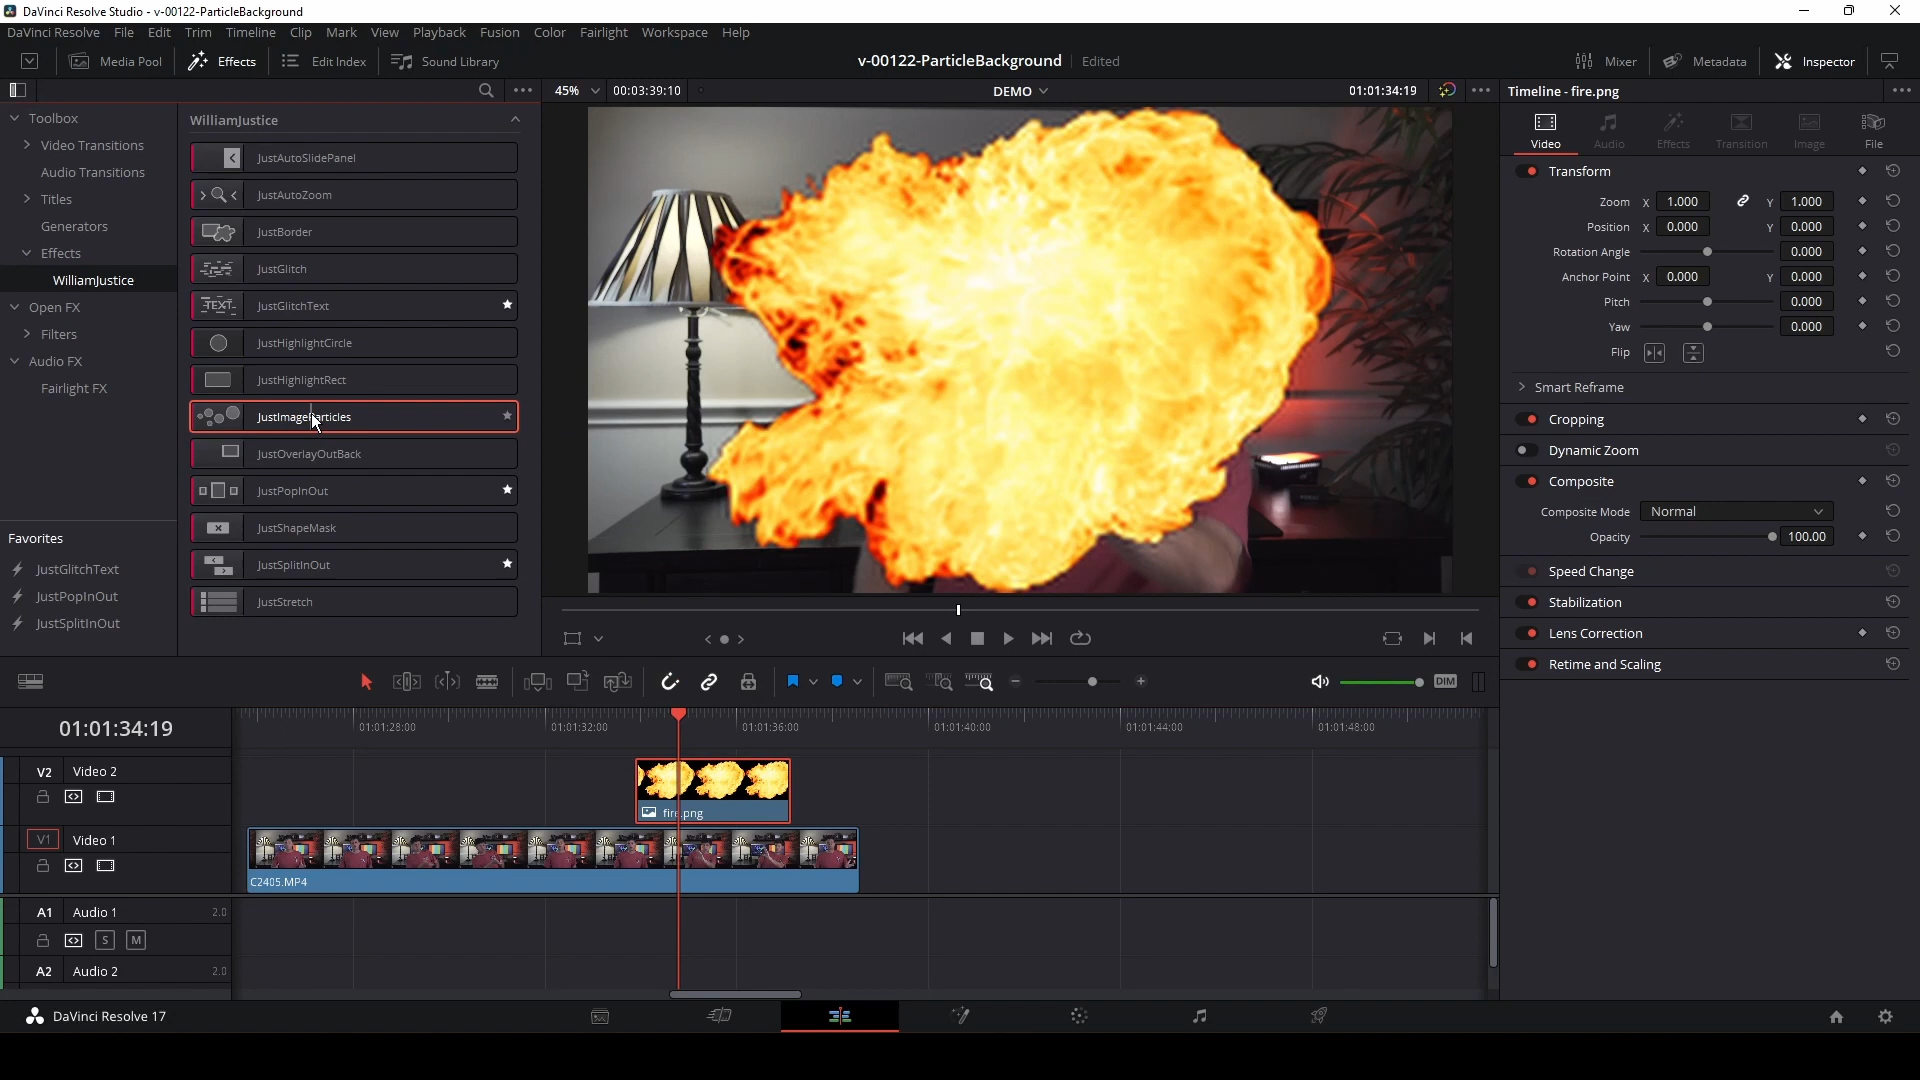 DaVinci Resolve Studio - v-00122-ParticleBackground
DaVinci Resolve File Edit Trim Timeline Clip Mark View Playback Fusion Color Fairlight Workspace Help
Media Pool Effects Edit Index Sound Library v-00122-ParticleBackground Edited Mixer Metadata Inspector
45% 00:03:39:10 DEMO 01:01:34:19 Timeline - fire.png
Toolbox
Video Transitions
Audio Transitions
Titles
Generators
Effects
WilliamJustice
Open FX
Filters
Audio FX
Fairlight FX
Favorites
JustGlitchText
JustPopInOut
JustSplitInOut
WilliamJustice
JustAutoSlidePanel
JustAutoZoom
JustBorder
JustGlitch
TEXT JustGlitchText
JustHighlightCircle
JustHighlightRect
JustImageParticles
JustOverlayOutBack
JustPopInOut
JustShapeMask
JustSplitInOut
JustStretch
Video Audio Effects Transition Image File
Transform
Zoom X 1.000 Y 1.000
Position X 0.000 Y 0.000
Rotation Angle 0.000
Anchor Point X 0.000 Y 0.000
Pitch 0.000
Yaw 0.000
Flip
Smart Reframe
Cropping
Dynamic Zoom
Composite
Composite Mode Normal
Opacity 100.00
Speed Change
Stabilization
Lens Correction
Retime and Scaling
DIM
01:01:34:19
01:01:28:00 01:01:32:00 01:01:36:00 01:01:40:00 01:01:44:00 01:01:48:00
V2 Video 2
fire.png
V1 Video 1
C2405.MP4
A1 Audio 1 2.0
S M
A2 Audio 2 2.0
DaVinci Resolve 17